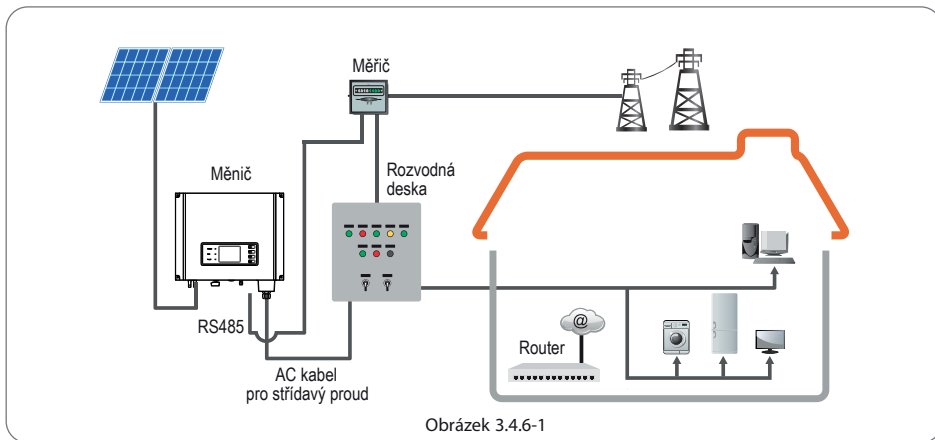 Měřič
Měnič
Rozvodná
deska
RS485
AC kabel
pro střídavý proud
@
Router
Obrázek 3.4.6-1